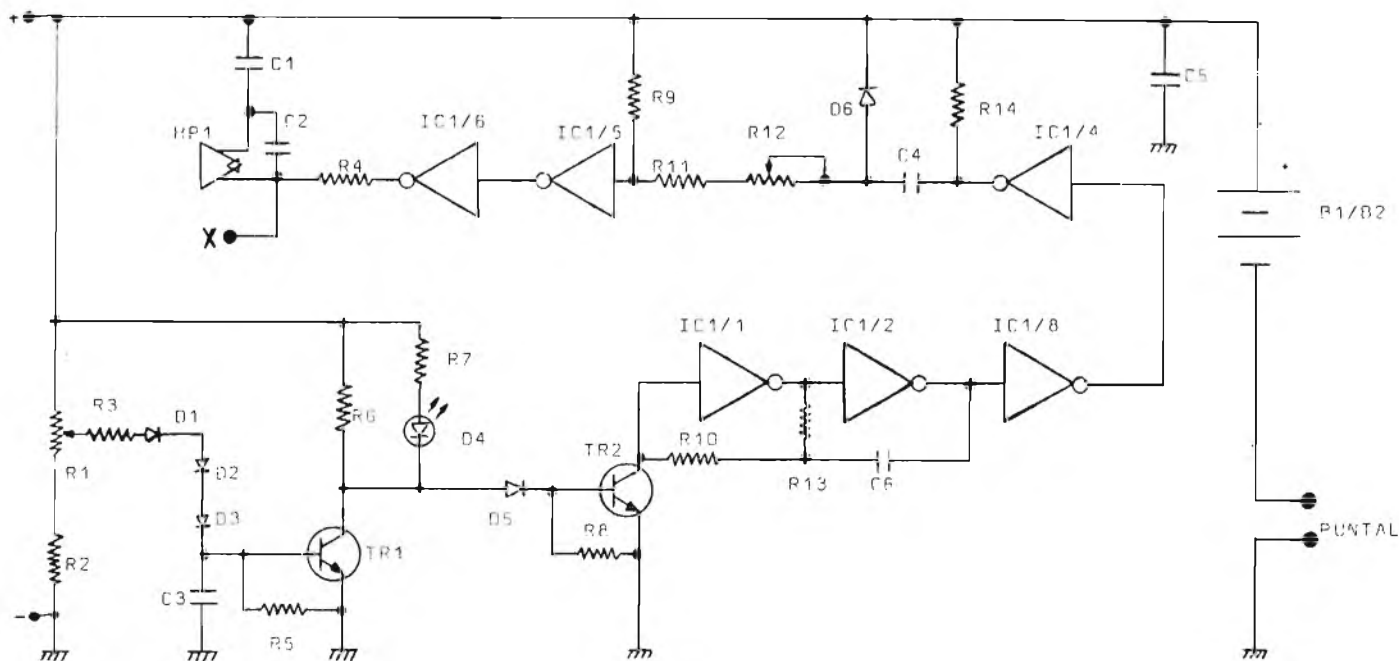 +
C1
C2
HP1
R4
IC1/6
IC1/5
R9
R11
R12
D6
C4
R14
IC1/4
C5
+
B1/B2
X
IC1/1
IC1/2
IC1/8
R7
R6
D4
R3
D1
R1
D2
D3
TR2
R10
R13
C6
D5
R8
TR1
R2
C3
R5
PUNTAL
-